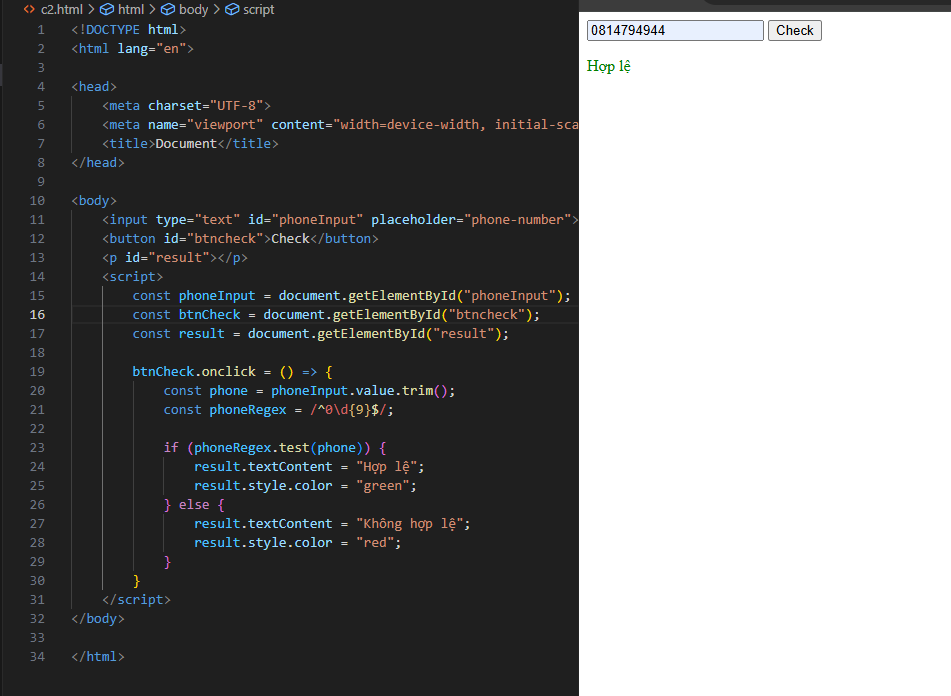 c2.html > html > body > script
1 <!DOCTYPE html>
2 <html lang="en">
3
4 <head>
5     <meta charset="UTF-8">
6     <meta name="viewport" content="width=device-width, initial-sca
7     <title>Document</title>
8 </head>
9
10 <body>
11     <input type="text" id="phoneInput" placeholder="phone-number">
12     <button id="btncheck">Check</button>
13     <p id="result"></p>
14     <script>
15         const phoneInput = document.getElementById("phoneInput");
16         const btnCheck = document.getElementById("btncheck");
17         const result = document.getElementById("result");
18
19         btnCheck.onclick = () => {
20             const phone = phoneInput.value.trim();
21             const phoneRegex = /^0\d{9}$/;
22
23             if (phoneRegex.test(phone)) {
24                 result.textContent = "Hợp lệ";
25                 result.style.color = "green";
26             } else {
27                 result.textContent = "Không hợp lệ";
28                 result.style.color = "red";
29             }
30         }
31     </script>
32 </body>
33
34 </html>
0814794944 Check
Hợp lệ